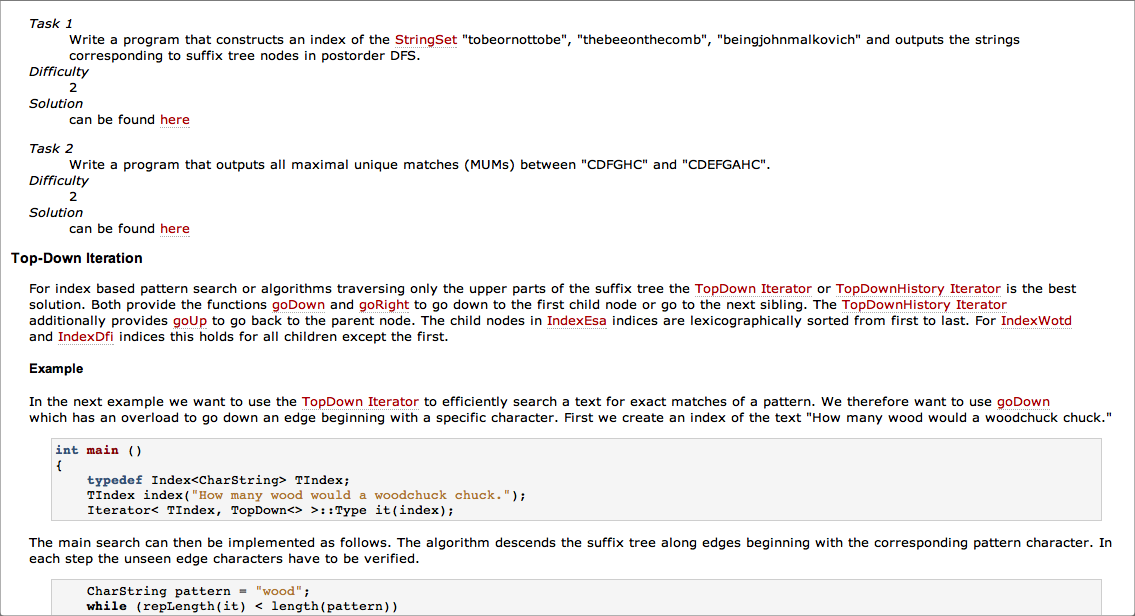 Task 1
Write a program that constructs an index of the StringSet "tobeornottobe", "thebeeonthecomb", "beingjohnmalkovich" and outputs the strings
corresponding to suffix tree nodes in postorder DFS.
Difficulty
2
Solution
can be found here
Task 2
Write a program that outputs all maximal unique matches (MUMs) between "CDFGHC" and "CDEFGAHC".
Difficulty
2
Solution
can be found here
Top-Down Iteration
For index based pattern search or algorithms traversing only the upper parts of the suffix tree the TopDown Iterator or TopDownHistory Iterator is the best
solution. Both provide the functions goDown and goRight to go down to the first child node or go to the next sibling. The TopDownHistory Iterator
additionally provides goUp to go back to the parent node. The child nodes in IndexEsa indices are lexicographically sorted from first to last. For IndexWotd
and IndexDfi indices this holds for all children except the first.
Example
In the next example we want to use the TopDown Iterator to efficiently search a text for exact matches of a pattern. We therefore want to use goDown
which has an overload to go down an edge beginning with a specific character. First we create an index of the text "How many wood would a woodchuck chuck."
int main ()
{
    typedef Index<CharString> TIndex;
    TIndex index("How many wood would a woodchuck chuck.");
    Iterator< TIndex, TopDown<> >::Type it(index);
The main search can then be implemented as follows. The algorithm descends the suffix tree along edges beginning with the corresponding pattern character. In
each step the unseen edge characters have to be verified.
    CharString pattern = "wood";
    while (repLength(it) < length(pattern))